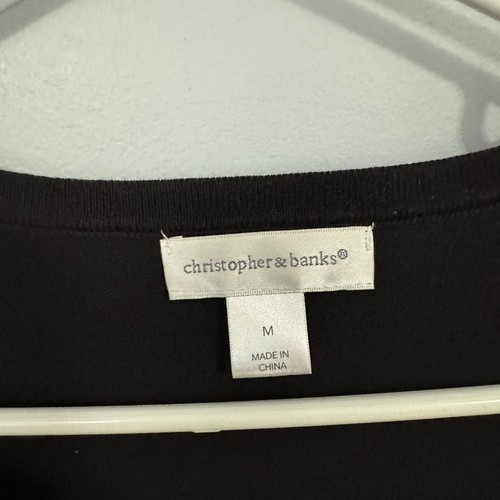 christopher & banks®
M
MADE IN
CHINA